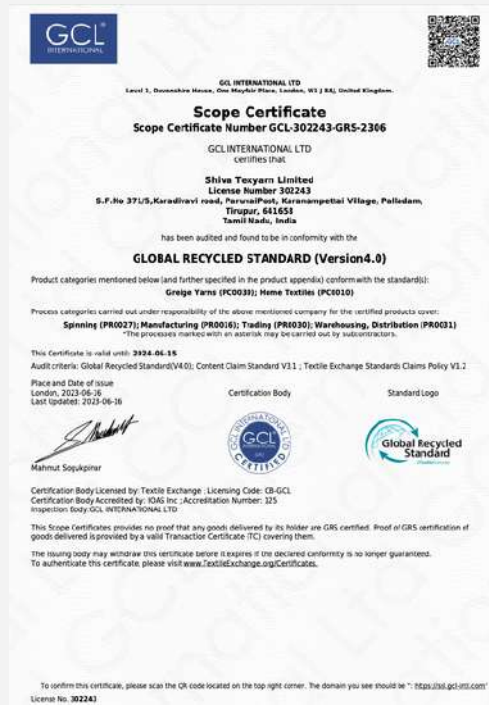 GCL
INTERNATIONAL
GCL INTERNATIONAL LTD
Level 1, Devonshire House, One Mayfair Place, London, W1 J 8AJ, United Kingdom.
Scope Certificate
Scope Certificate Number GCL-302243-GRS-2306
GCL INTERNATIONAL LTD
certifies that
Shiva Texyarn Limited
License Number 302243
S.F.No 371/5, Karadivavi road, ParuvaiPost, Karanampettai Village, Palladam,
Tirupur, 641658
Tamil Nadu, India
has been audited and found to be in conformity with the
GLOBAL RECYCLED STANDARD (Version4.0)
Product categories mentioned below (and further specified in the product appendix) conform with the standard(s):
Greige Yarns (PC0030); Home Textiles (PC0010)
Process categories carried out under responsibility of the above mentioned company for the certified products cover:
Spinning (PR0027); Manufacturing (PR0016); Trading (PR0030); Warehousing, Distribution (PR0031)
*The processes marked with an asterisk may be carried out by subcontractors.
This Certificate is valid until: 2024-06-15
Audit criteria: Global Recycled Standard(V4.0); Content Claim Standard V3.1 ; Textile Exchange Standards Claims Policy V1.2
Place and Date of Issue
London, 2023-06-16
Last Updated: 2023-06-16
Certification Body
Standard Logo
GCL INTERNATIONAL LTD
GCL
CERTIFIED
Global Recycled
Standard
Mahmut Sogukpinar
Certification Body Licensed by: Textile Exchange ; Licensing Code: CB-GCL
Certification Body Accredited by: IOAS Inc ; Accreditation Number: 125
Inspection Body: GCL INTERNATIONAL LTD
This Scope Certificates provides no proof that any goods delivered by its holder are GRS certified. Proof of GRS certification of
goods delivered is provided by a valid Transaction Certificate (TC) covering them.
The issuing body may withdraw this certificate before it expires if the declared conformity is no longer guaranteed.
To authenticate this certificate, please visit www.TextileExchange.org/Certificates.
To confirm this certificate, please scan the QR code located on the top right corner. The domain you see should be ": https://ssl.gcl-intl.com"
License No. 302243